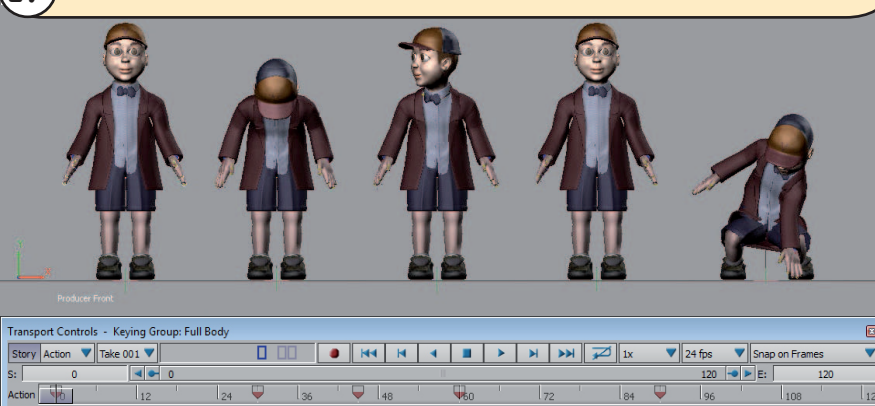 Producer Front
Transport Controls - Keying Group: Full Body
Story Action Take 001 1x 24 fps Snap on Frames
S: 0 0 120 E: 120
Action 0 12 24 36 48 60 72 84 96 108